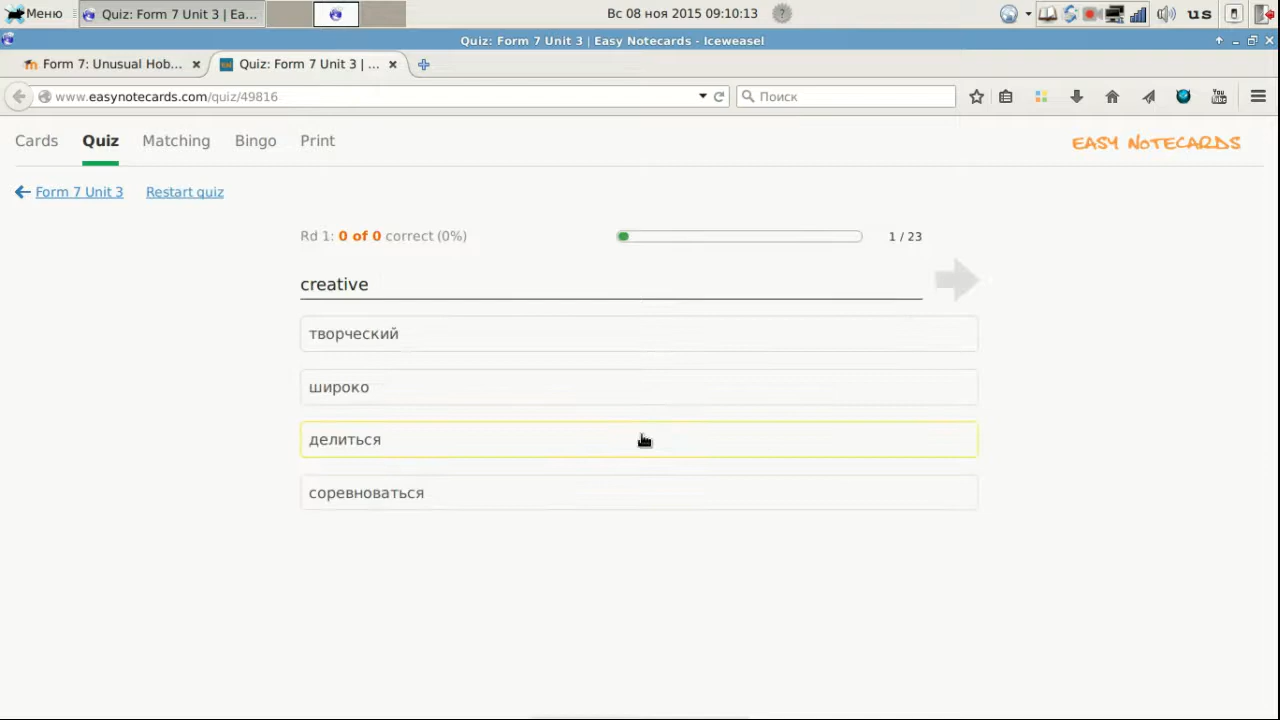 Меню
Quiz: Form 7 Unit 3 | Ea...
Вс 08 ноя 2015 09:10:13
?
us
Quiz: Form 7 Unit 3 | Easy Notecards - Iceweasel
Form 7: Unusual Hob...
Quiz: Form 7 Unit 3 | ...
www.easynotecards.com/quiz/49816
Поиск
You Tube
Cards
Quiz
Matching
Bingo
Print
EASY NOTECARDS
Form 7 Unit 3
Restart quiz
Rd 1: 0 of 0 correct (0%)
1 / 23
creative
творческий
широко
делиться
соревноваться